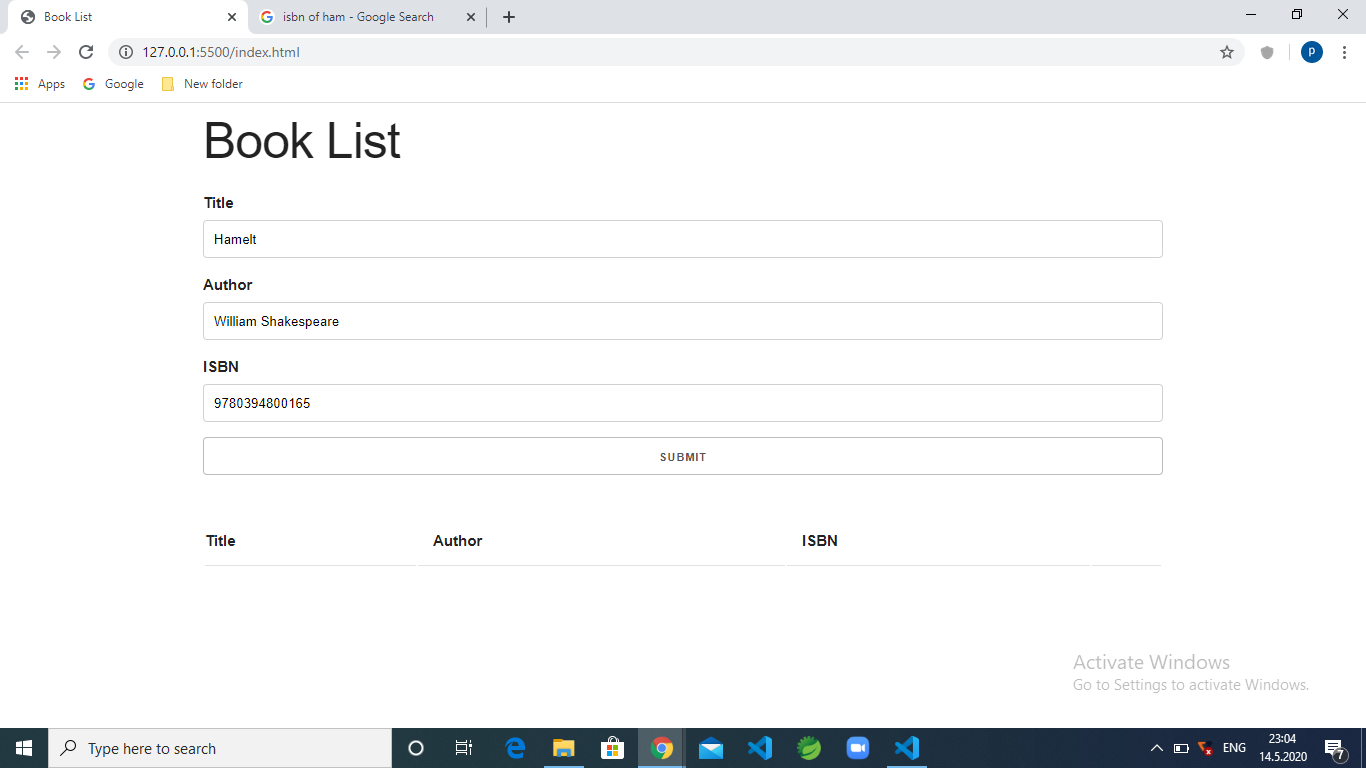 Book List
isbn of ham - Google Search
127.0.0.1:5500/index.html
P
Apps
Google
New folder
Book List
Title
Hamelt
Author
William Shakespeare
ISBN
9780394800165
SUBMIT
Title Author ISBN
Activate Windows
Go to Settings to activate Windows.
Type here to search
ENG
23:04
14.5.2020
7